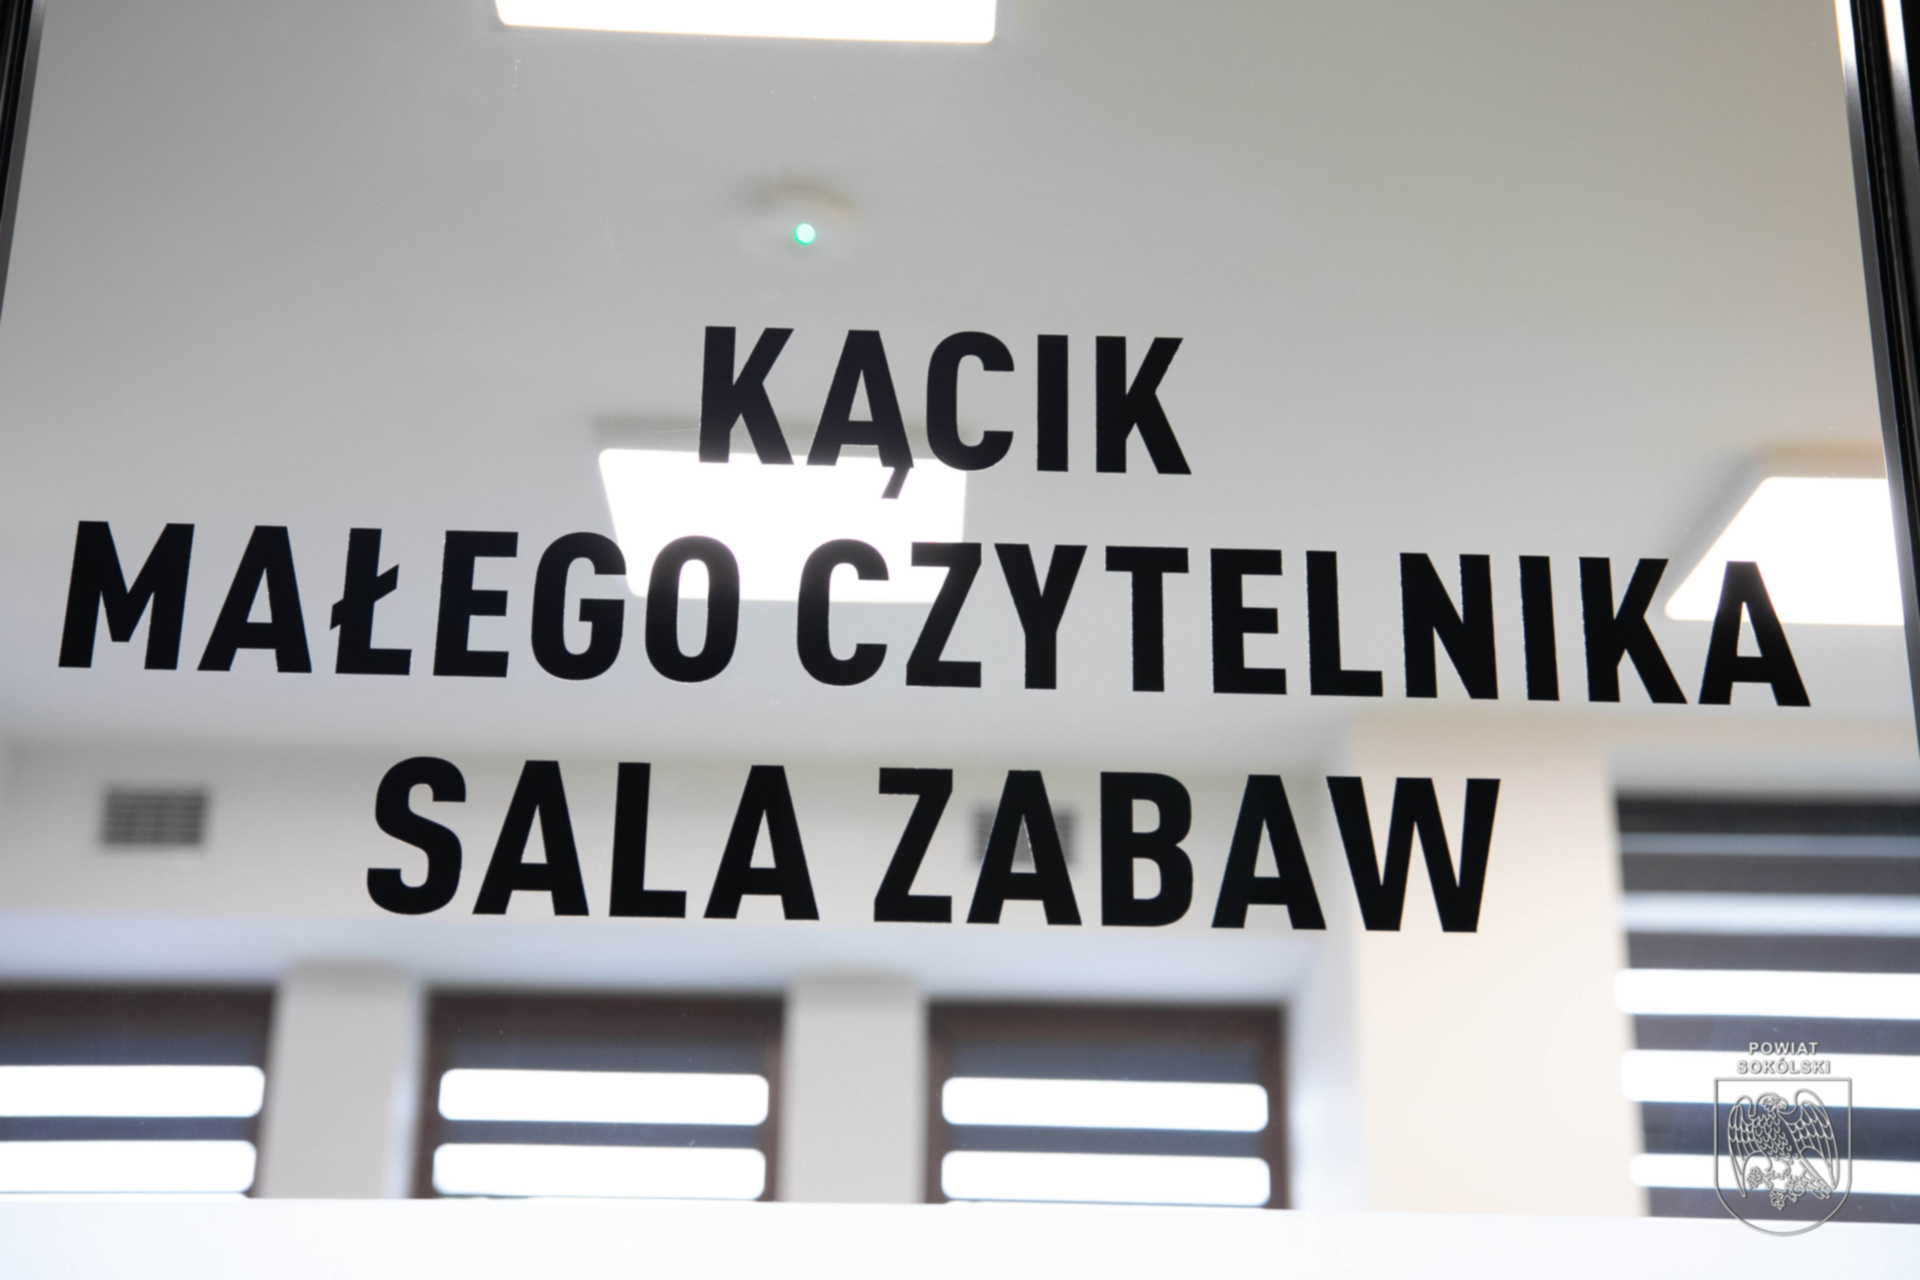 KĄCIK
MAŁEGO CZYTELNIKA
SALA ZABAW
POWIAT
SOKÓLSKI